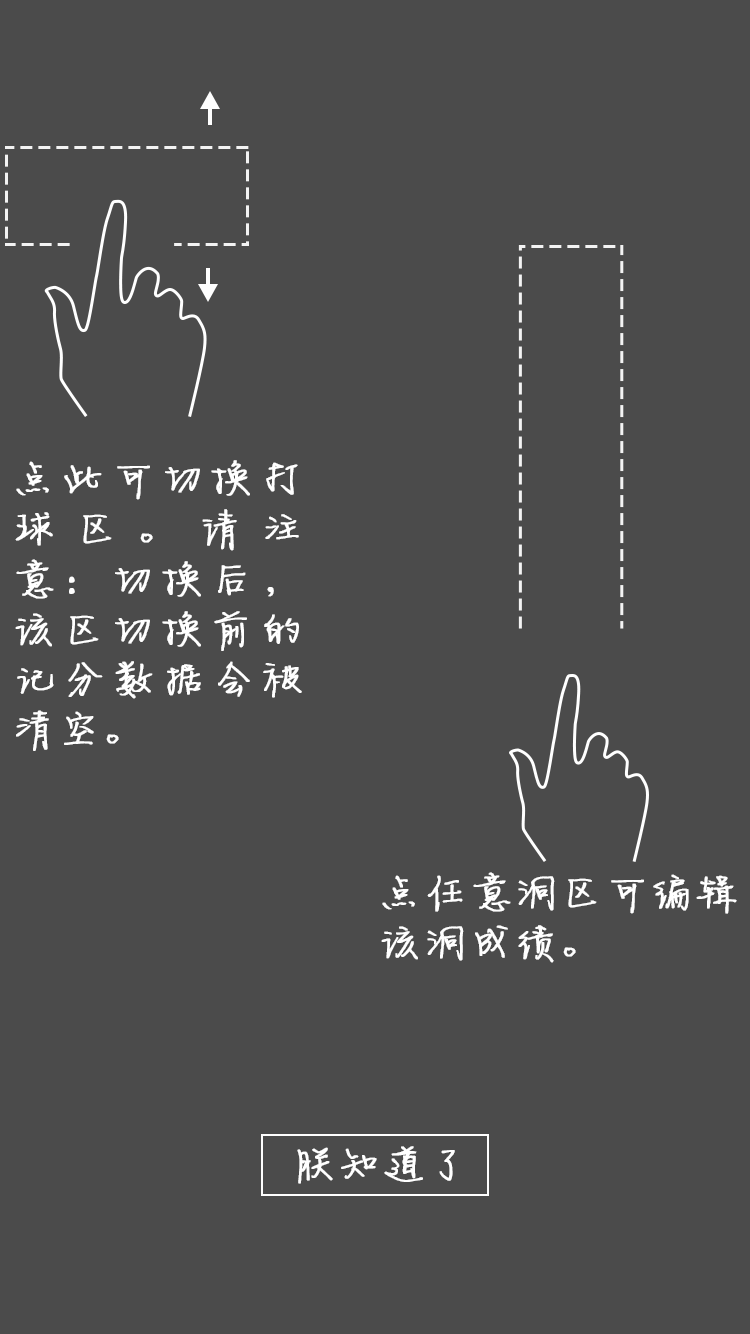 点此可切换打
球区。请注
意：切换后，
该区切换前的
记分数据会被
清空。
点任意洞区可编辑
该洞成绩。
朕知道了